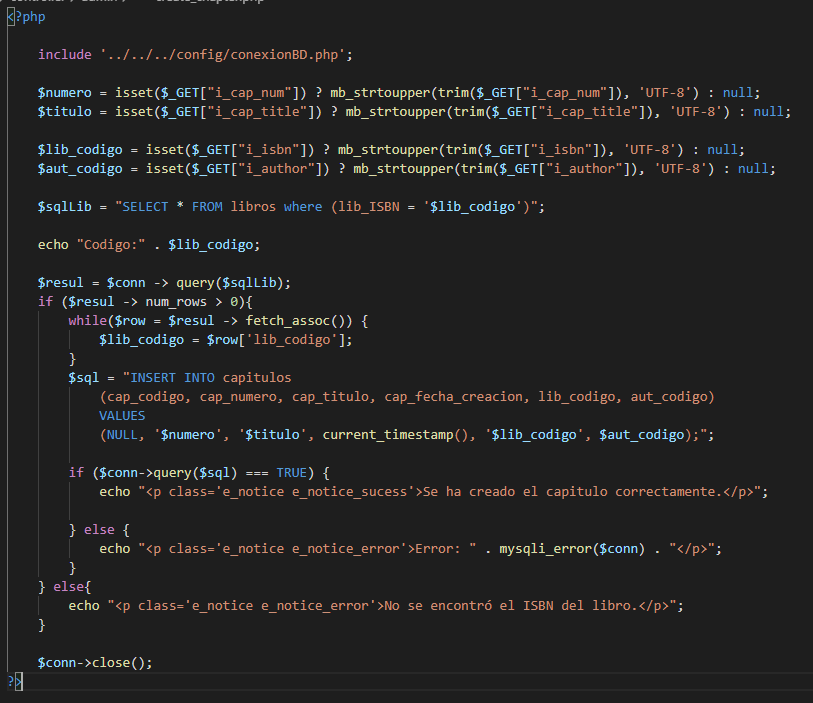 <?php
include '../../../config/conexionBD.php';
$numero = isset($_GET["i_cap_num"]) ? mb_strtoupper(trim($_GET["i_cap_num"]), 'UTF-8') : null;
$titulo = isset($_GET["i_cap_title"]) ? mb_strtoupper(trim($_GET["i_cap_title"]), 'UTF-8') : null;
$lib_codigo = isset($_GET["i_isbn"]) ? mb_strtoupper(trim($_GET["i_isbn"]), 'UTF-8') : null;
$aut_codigo = isset($_GET["i_author"]) ? mb_strtoupper(trim($_GET["i_author"]), 'UTF-8') : null;
$sqlLib = "SELECT * FROM libros where (lib_ISBN = '$lib_codigo')";
echo "Codigo:" . $lib_codigo;
$resul = $conn -> query($sqlLib);
if ($resul -> num_rows > 0){
while($row = $resul -> fetch_assoc()) {
$lib_codigo = $row['lib_codigo'];
}
$sql = "INSERT INTO capitulos
(cap_codigo, cap_numero, cap_titulo, cap_fecha_creacion, lib_codigo, aut_codigo)
VALUES
(NULL, '$numero', '$titulo', current_timestamp(), '$lib_codigo', $aut_codigo);";
if ($conn->query($sql) === TRUE) {
echo "<p class='e_notice e_notice_sucess'>Se ha creado el capitulo correctamente.</p>";
} else {
echo "<p class='e_notice e_notice_error'>Error: " . mysqli_error($conn) . "</p>";
}
} else{
echo "<p class='e_notice e_notice_error'>No se encontró el ISBN del libro.</p>";
}
$conn->close();
?>